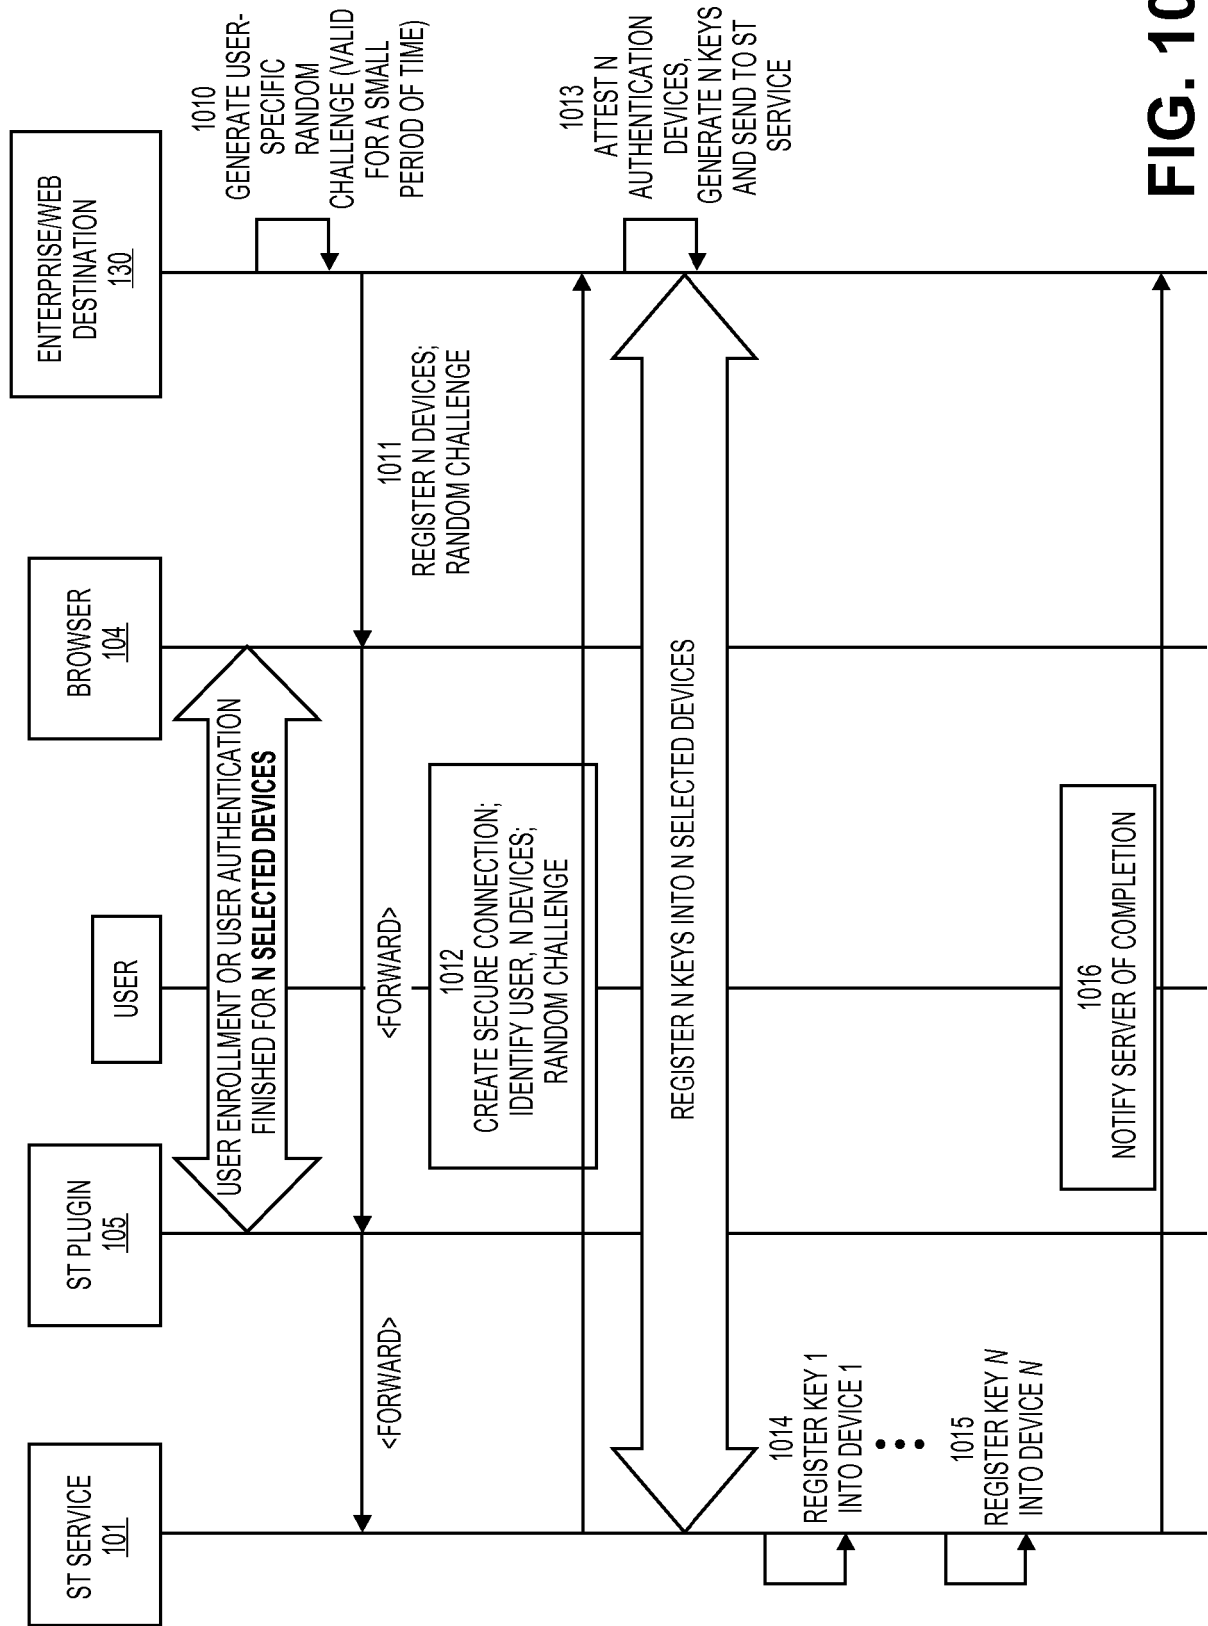 ST SERVICE
101
ST PLUGIN
105
USER
BROWSER
104
ENTERPRISE/WEB
DESTINATION
130
USER ENROLLMENT OR USER AUTHENTICATION
FINISHED FOR N SELECTED DEVICES
1010
GENERATE USER-
SPECIFIC
RANDOM
CHALLENGE (VALID
FOR A SMALL
PERIOD OF TIME)
<FORWARD>
<FORWARD>
1011
REGISTER N DEVICES;
RANDOM CHALLENGE
1012
CREATE SECURE CONNECTION;
IDENTIFY USER, N DEVICES;
RANDOM CHALLENGE
1013
ATTEST N
AUTHENTICATION
DEVICES,
GENERATE N KEYS
AND SEND TO ST
SERVICE
REGISTER N KEYS INTO N SELECTED DEVICES
1014
REGISTER KEY 1
INTO DEVICE 1
1015
REGISTER KEY N
INTO DEVICE N
1016
NOTIFY SERVER OF COMPLETION
FIG. 10